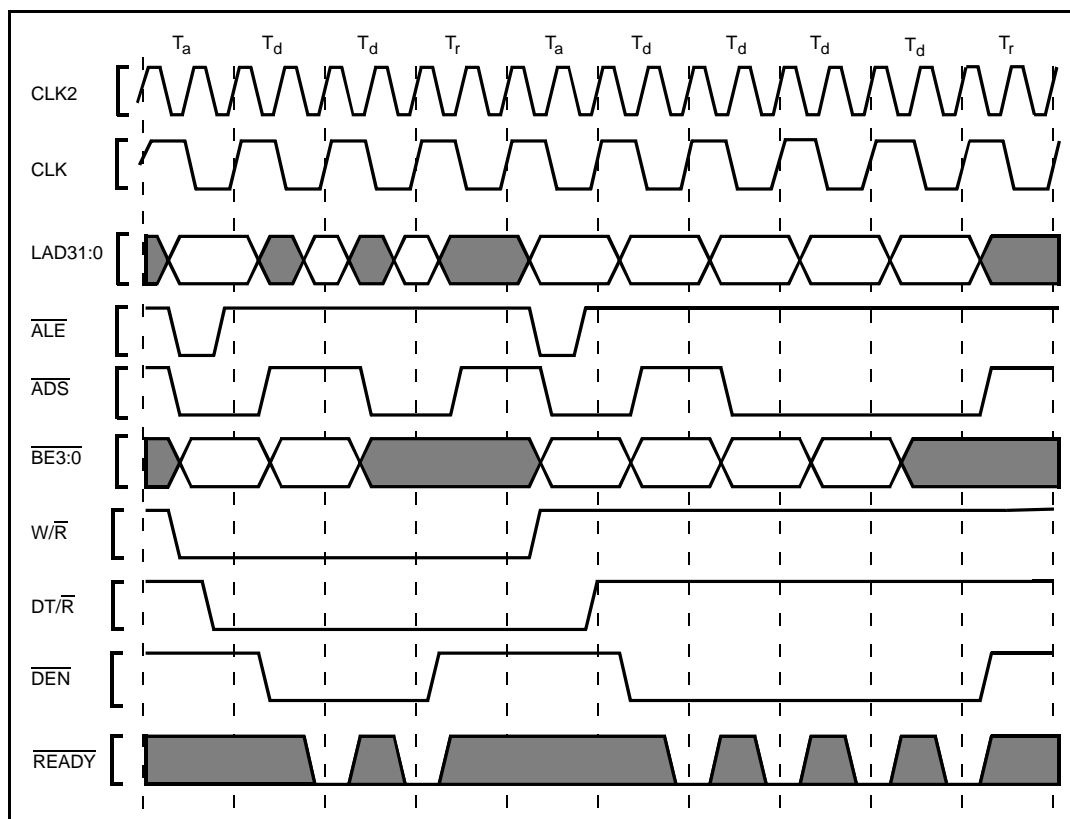 Ta Td Td Tr Ta Td Td Td Td Tr
CLK2
CLK
LAD31:0
ALE
ADS
BE3:0
W/R
DT/R
DEN
READY